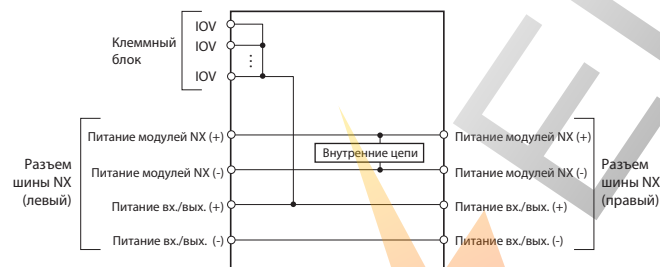 IOV
Клеммный
блок
IOV
IOV
Питание модулей NX (+)
Питание модулей NX (+)
Внутренние цепи
Разъем
шины NX
(левый)
Питание модулей NX (-)
Питание модулей NX (-)
Разъем
шины NX
(правый)
Питание вх./вых. (+)
Питание вх./вых. (+)
Питание вх./вых. (-)
Питание вх./вых. (-)